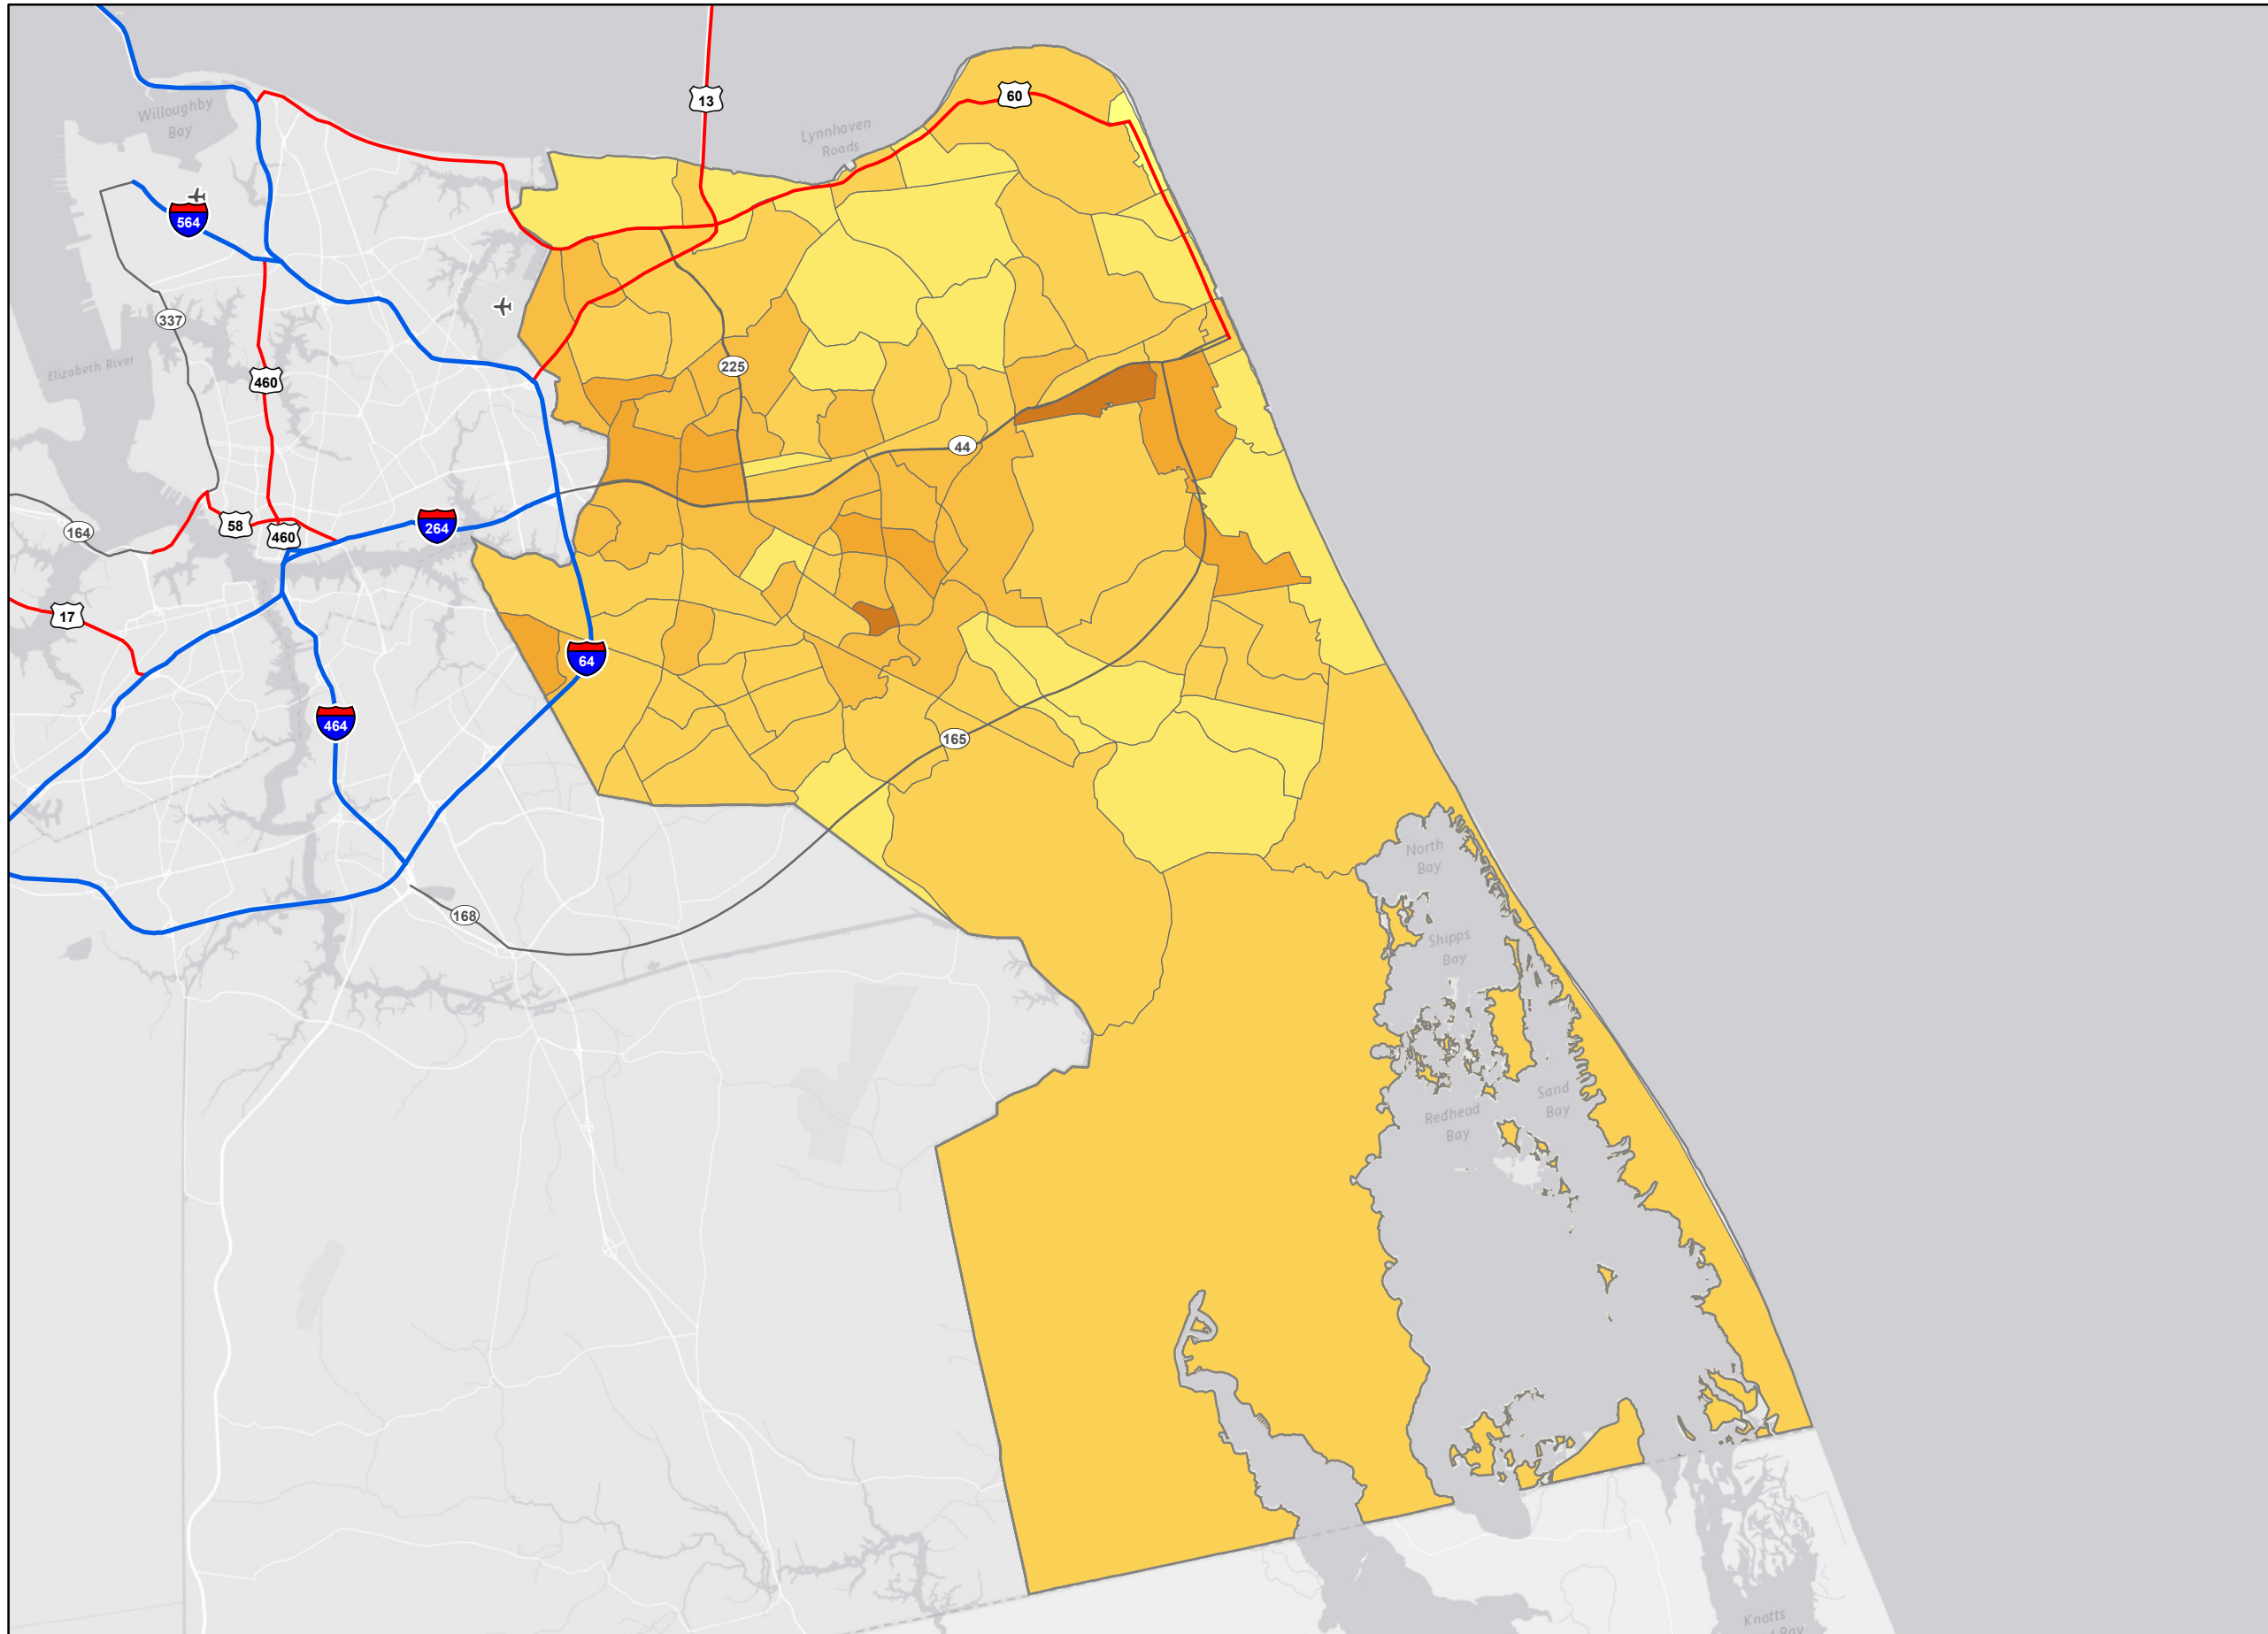 13
60
Willoughby
Bay
Lynnhaven
Roads
564
337
225
Elizabeth River
460
44
264
58
460
164
17
64
464
165
North
Bay
168
Shipps
Bay
Sand
Bay
Redhead
Bay
Knotts